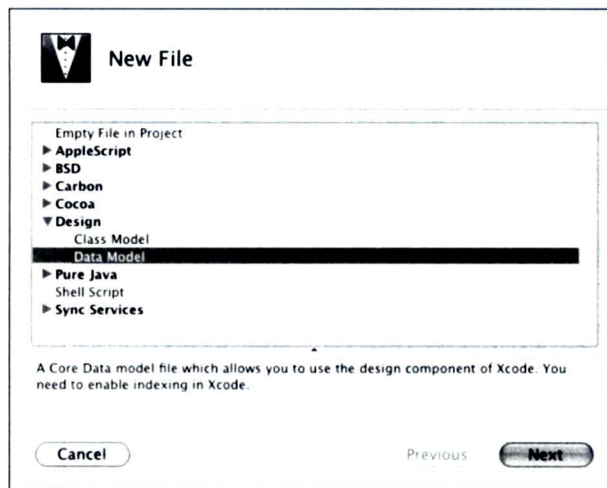 New File
Empty File in Project
AppleScript
BSD
Carbon
Cocoa
Design
Class Model
Data Model
Pure Java
Shell Script
Sync Services
A Core Data model file which allows you to use the design component of Xcode. You
need to enable indexing in Xcode.
Cancel
Previous
Next